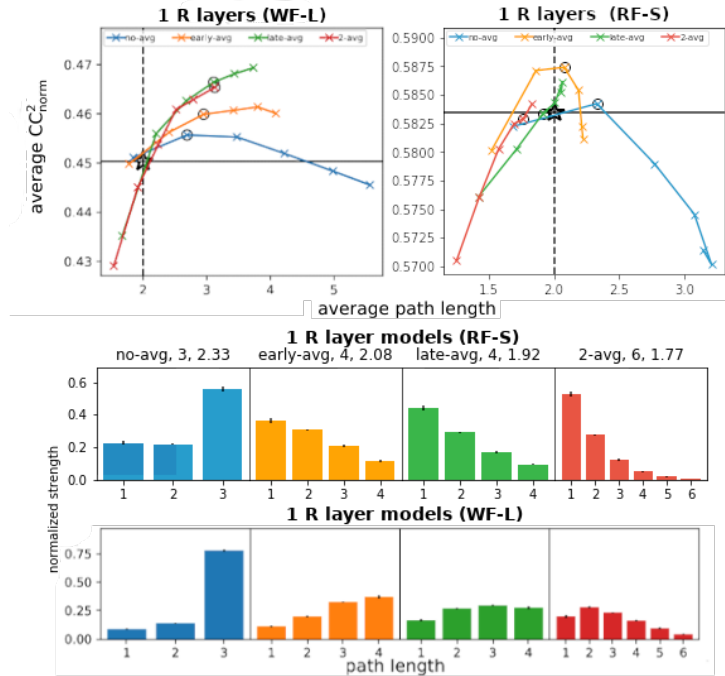 1 R layers (WF-L)
1 R layers (RF-S)
no-avg early-avg late-avg 2-avg
no-avg early-avg late-avg 2-avg
average CC²norm
0.47
0.46
0.45
0.44
0.43
2 3 4 5
0.5900
0.5875
0.5850
0.5825
0.5800
0.5775
0.5750
0.5725
0.5700
1.5 2.0 2.5 3.0
average path length
1 R layer models (RF-S)
no-avg, 3, 2.33 early-avg, 4, 2.08 late-avg, 4, 1.92 2-avg, 6, 1.77
normalized strength
0.6
0.4
0.2
0.0
1 2 3 1 2 3 4 1 2 3 4 1 2 3 4 5 6
1 R layer models (WF-L)
0.75
0.50
0.25
0.00
1 2 3 1 2 3 4 1 2 3 4 1 2 3 4 5 6
path length